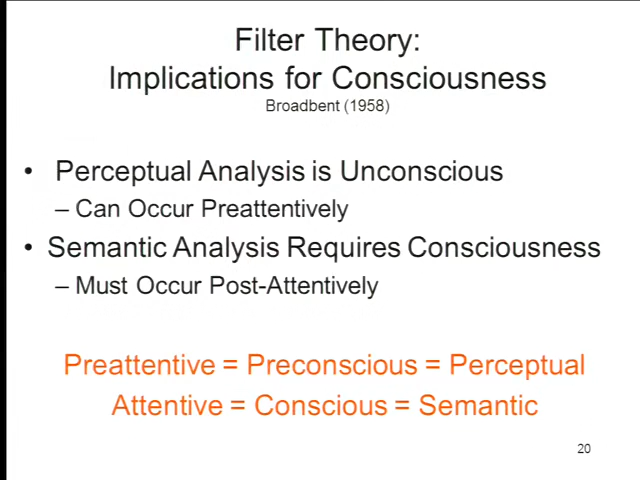 Filter Theory:
Implications for Consciousness
Broadbent (1958)
• Perceptual Analysis is Unconscious
– Can Occur Preattentively
• Semantic Analysis Requires Consciousness
– Must Occur Post-Attentively
Preattentive = Preconscious = Perceptual
Attentive = Conscious = Semantic
20